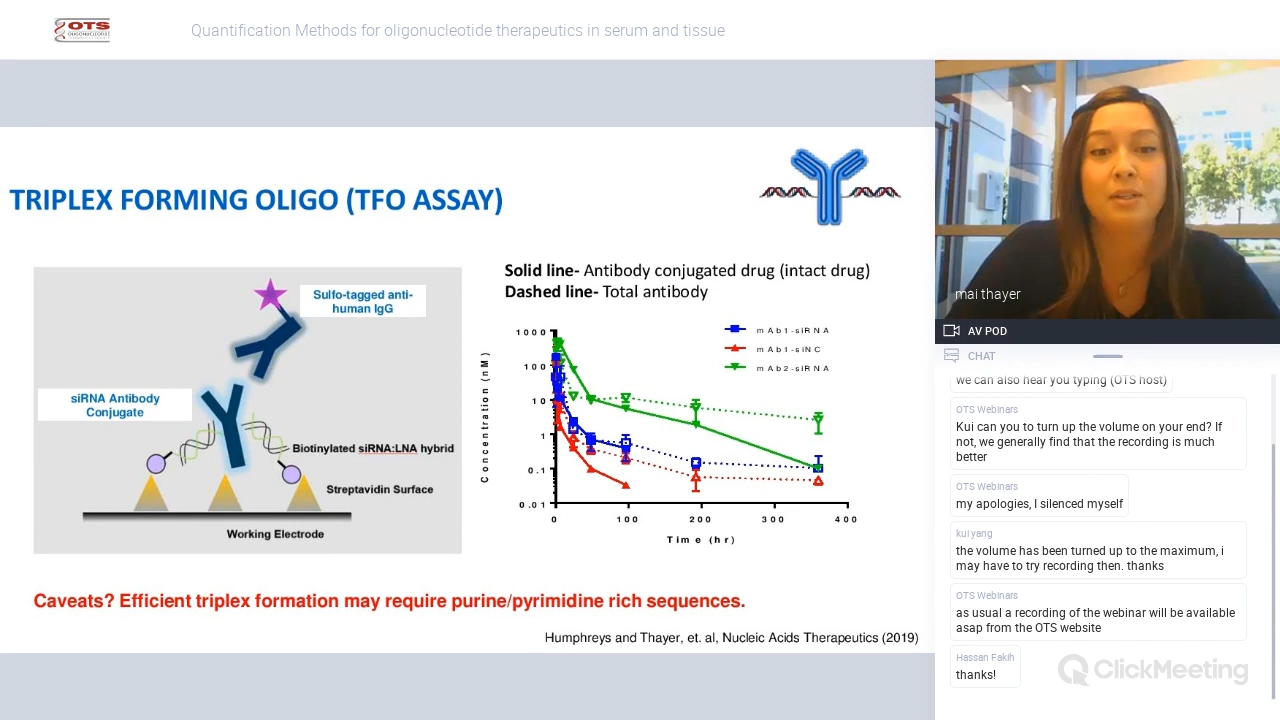 OTS
Quantification Methods for oligonucleotide therapeutics in serum and tissue
TRIPLEX FORMING OLIGO (TFO ASSAY)
Sulfo-tagged anti-
human IgG
siRNA Antibody
Conjugate
Biotinylated siRNA:LNA hybrid
Streptavidin Surface
Working Electrode
Solid line- Antibody conjugated drug (intact drug)
Dashed line- Total antibody
mAb1-siRNA
mAb1-siNC
mAb2-siRNA
Concentration (nM)
1000
100
10
1
0.1
0.01
0
100
200
300
400
Time (hr)
Caveats? Efficient triplex formation may require purine/pyrimidine rich sequences.
Humphreys and Thayer, et. al, Nucleic Acids Therapeutics (2019)
mai thayer
AV POD
CHAT
we can also hear you typing (OTS host)
OTS Webinars
Kui can you to turn up the volume on your end? If
not, we generally find that the recording is much
better
OTS Webinars
my apologies, I silenced myself
kui yang
the volume has been turned up to the maximum, i
may have to try recording then. thanks
OTS Webinars
as usual a recording of the webinar will be available
asap from the OTS website
Hassan Fakih
thanks!
ClickMeeting